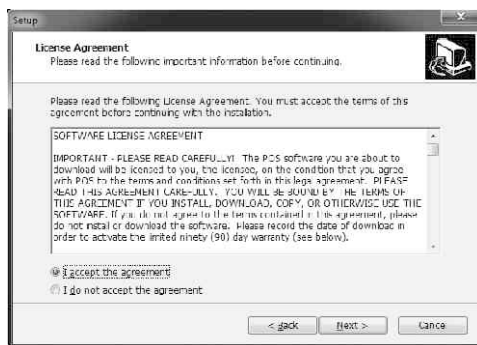 Setup
License Agreement
Please read the following important information before continuing.
Please read the following License Agreement. You must accept the terms of this
agreement before continuing with the installation.
SOFTWARE LICENSE AGREEMENT
IMPORTANT - PLEASE READ CAREFULLY! The POS software you are about to
download will be licensed to you, the licensee, on the condition that you agree
with POS to the terms and conditions set forth in this legal agreement. PLEASE
READ THIS AGREEMENT CAREFULLY. YOU WILL BE BOUND BY THE TERMS OF
THIS AGREEMENT IF YOU INSTALL, DOWNLOAD, COPY, OR OTHERWISE USE THE
SOFTWARE. If you do not agree to the terms contained in this agreement, please
do not install or download the software. Please record the date of download in
order to activate the limited ninety (90) day warranty (see below).
I accept the agreement
I do not accept the agreement
< Back Next > Cancel